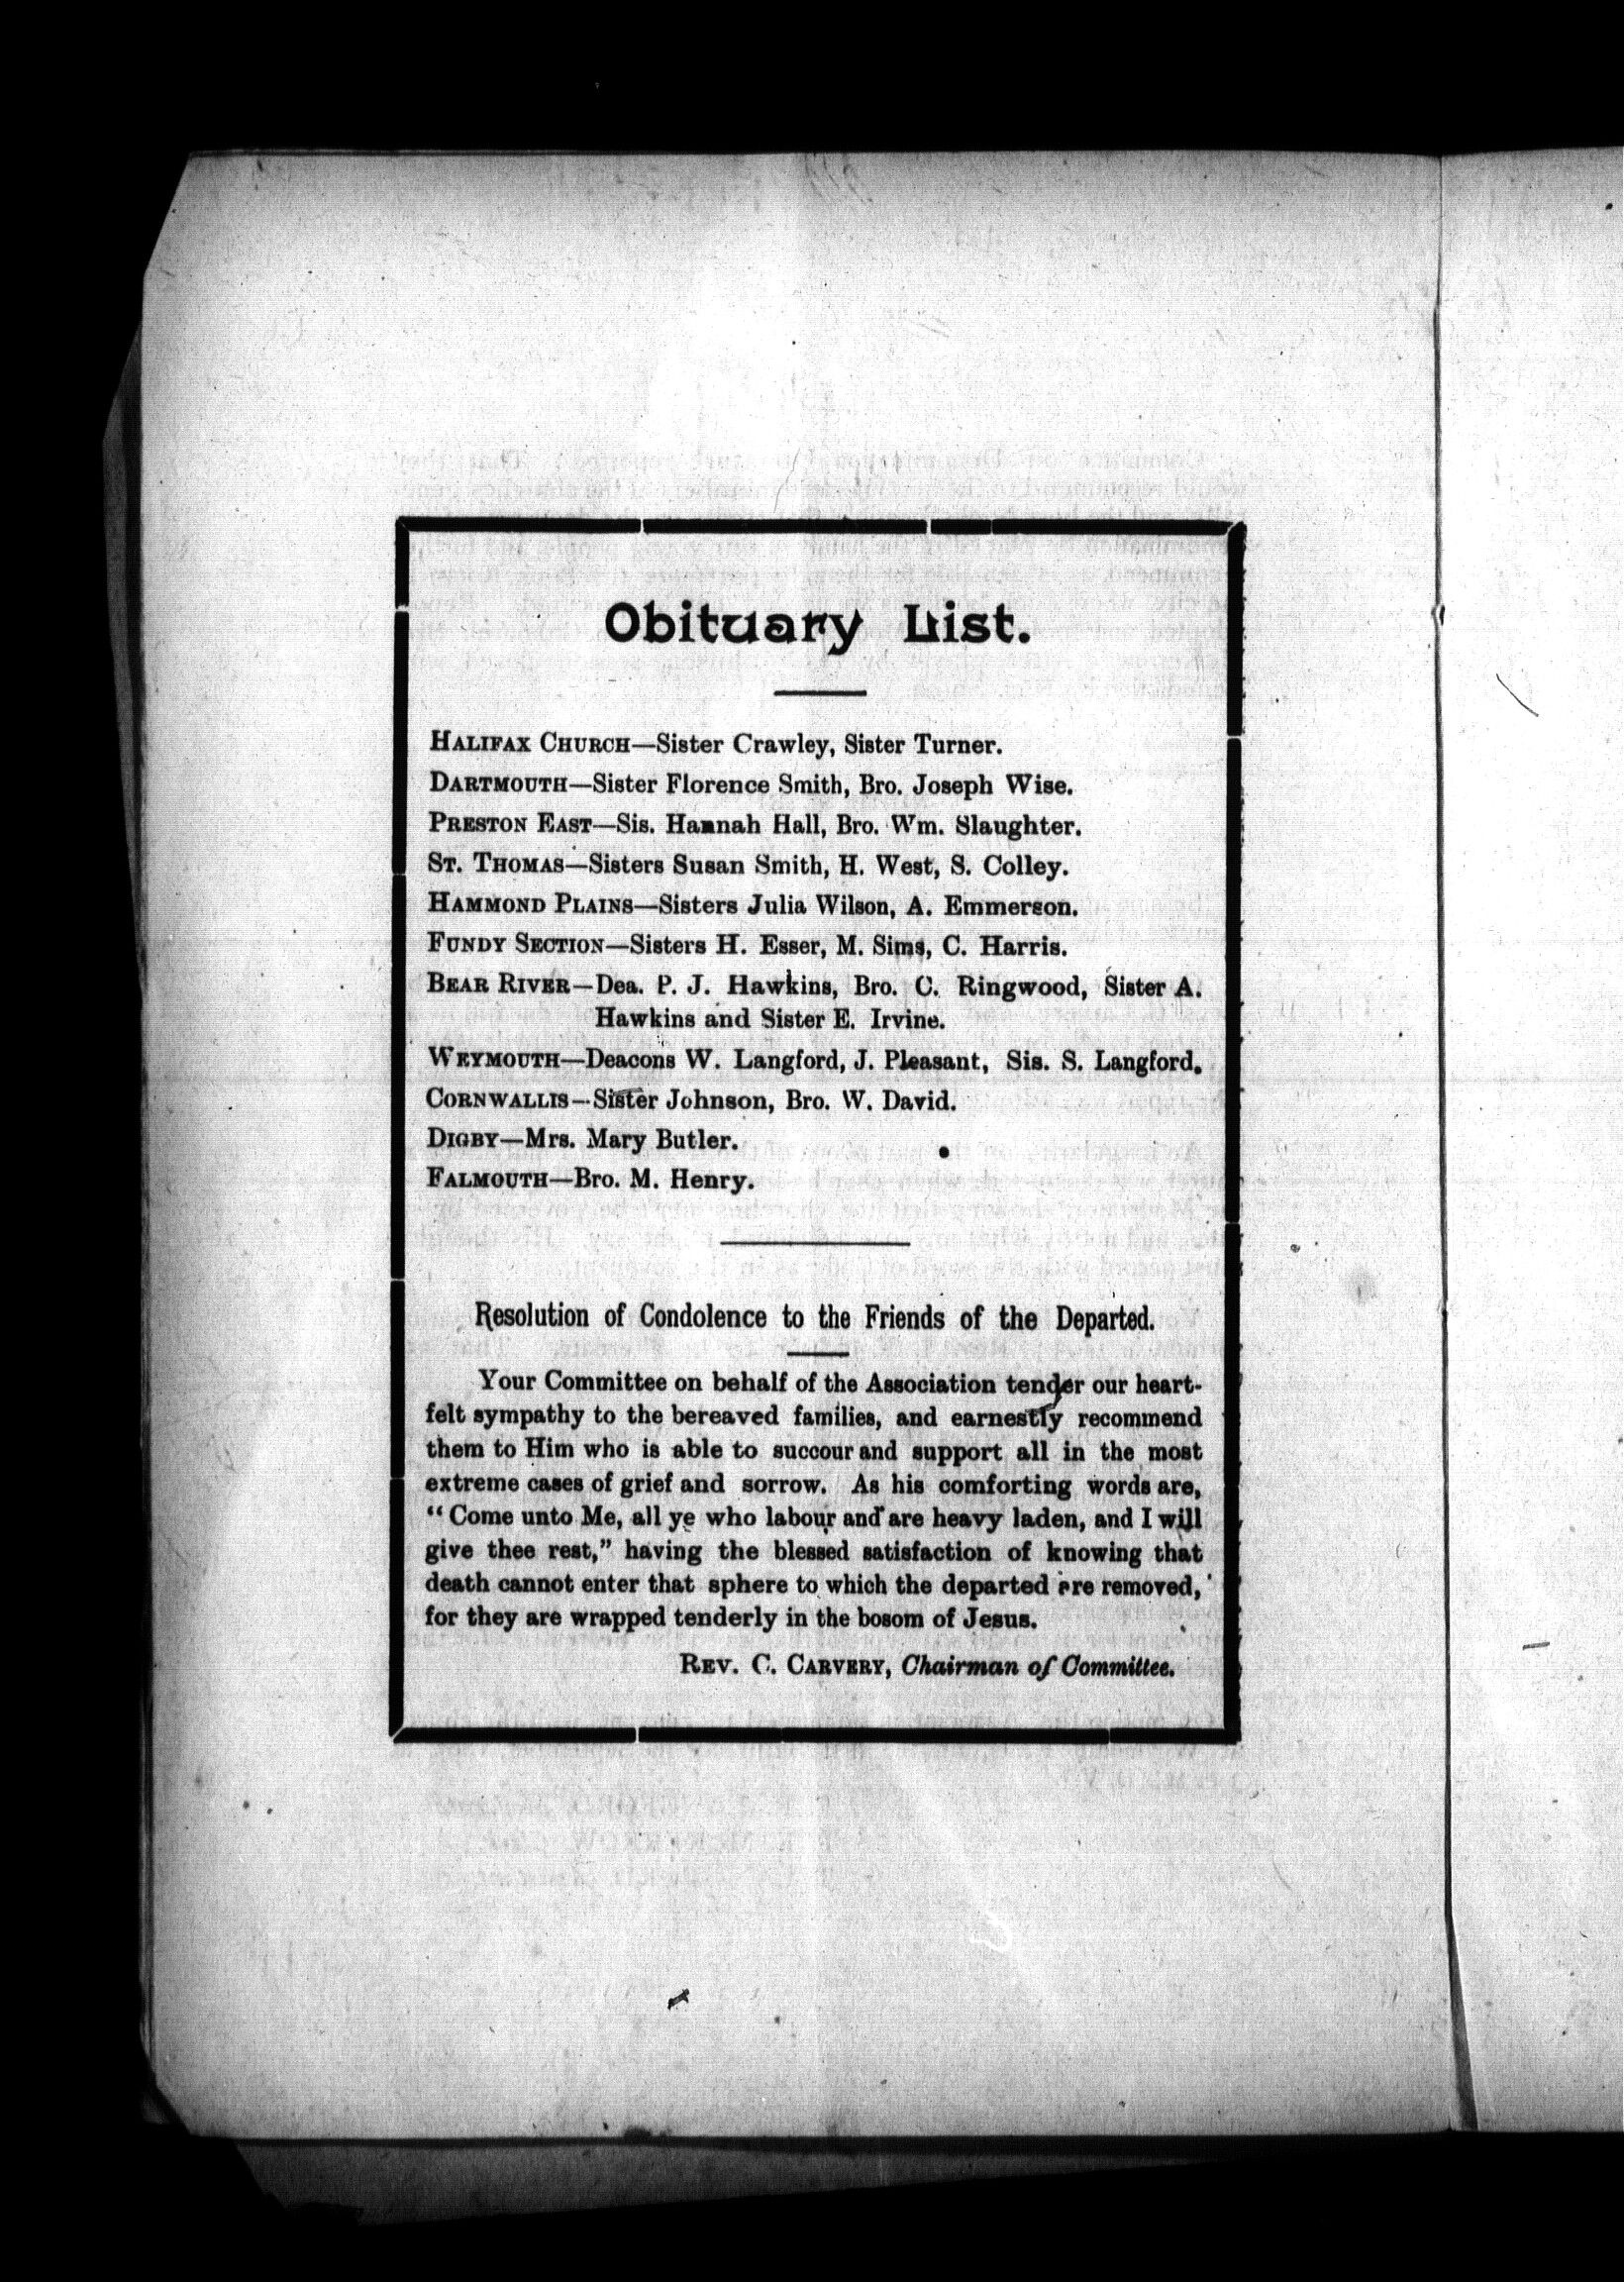 Obituary List.
HALIFAX CHURCH—Sister Crawley, Sister Turner.
DARTMOUTH—Sister Florence Smith, Bro. Joseph Wise.
PRESTON EAST—Sis. Hannah Hall, Bro. Wm. Slaughter.
ST. THOMAS—Sisters Susan Smith, H. West, S. Colley.
HAMMOND PLAINS—Sisters Julia Wilson, A. Emmerson.
FUNDY SECTION—Sisters H. Esser, M. Sims, C. Harris.
BEAR RIVER—Dea. P. J. Hawkins, Bro. C. Ringwood, Sister A.
Hawkins and Sister E. Irvine.
WEYMOUTH—Deacons W. Langford, J. Pleasant, Sis. S. Langford.
CORNWALLIS—Sister Johnson, Bro. W. David.
DIGBY—Mrs. Mary Butler.
FALMOUTH—Bro. M. Henry.
Resolution of Condolence to the Friends of the Departed.
Your Committee on behalf of the Association tender our heart-
felt sympathy to the bereaved families, and earnestly recommend
them to Him who is able to succour and support all in the most
extreme cases of grief and sorrow. As his comforting words are,
“Come unto Me, all ye who labour and are heavy laden, and I will
give thee rest,” having the blessed satisfaction of knowing that
death cannot enter that sphere to which the departed are removed,
for they are wrapped tenderly in the bosom of Jesus.
REV. C. CARVERY, Chairman of Committee.